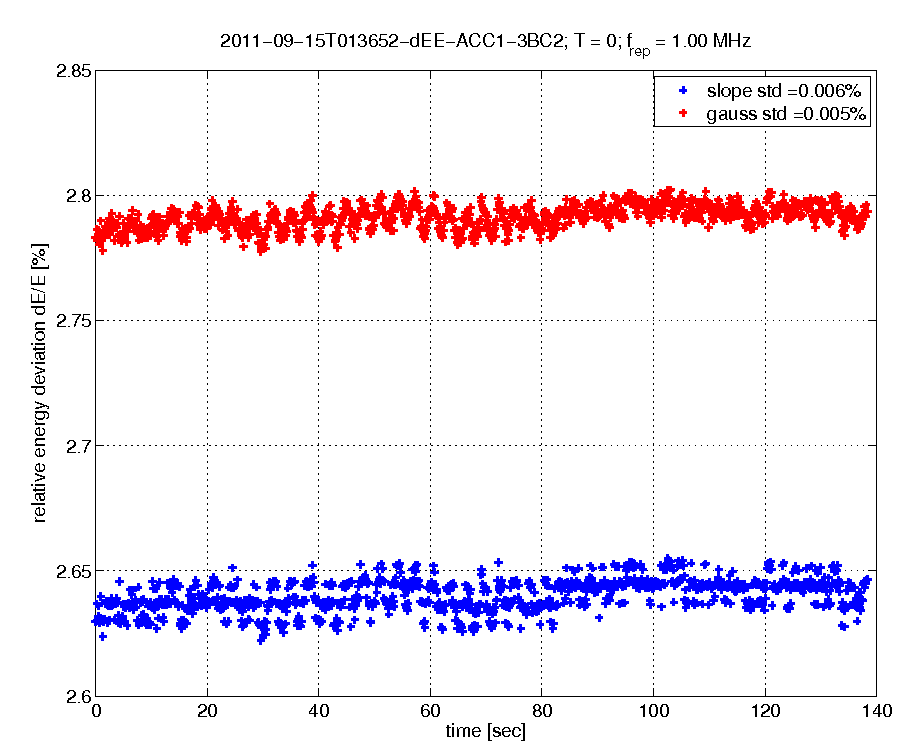 2011-09-15T013652-dEE-ACC1-3BC2; T = 0; f_rep = 1.00 MHz
slope std =0.006%
gauss std =0.005%
relative energy deviation dE/E [%]
2.85
2.8
2.75
2.7
2.65
2.6
0 20 40 60 80 100 120 140
time [sec]